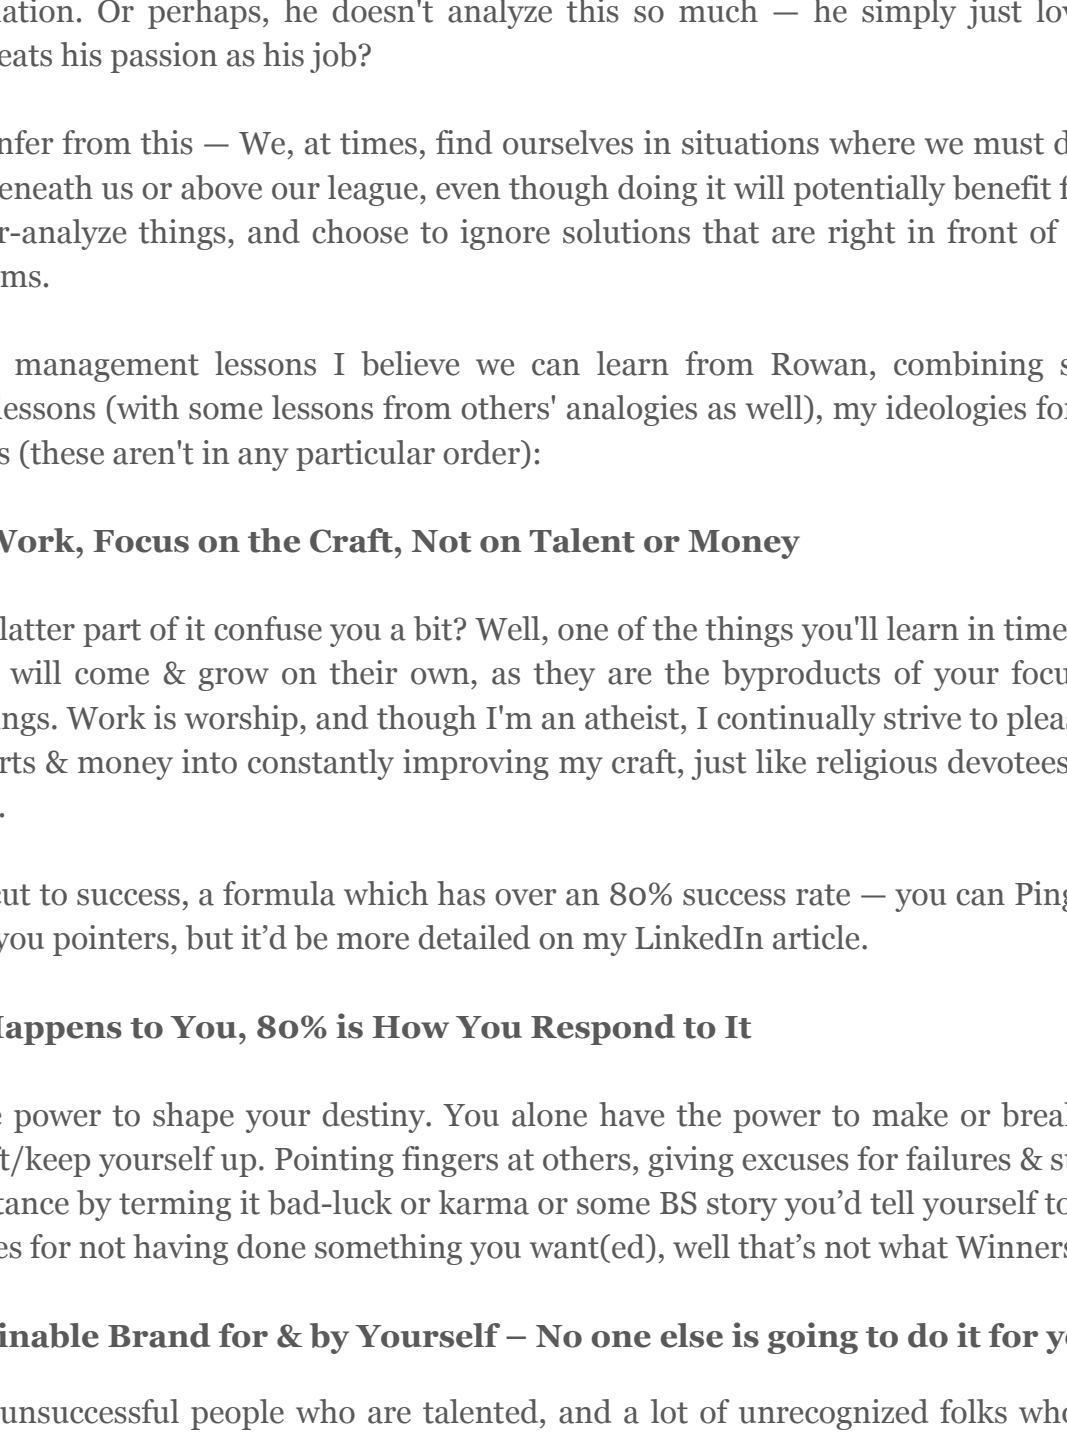 ation. Or perhaps, he doesn't analyze this so much — he simply just lov
eats his passion as his job?
nfer from this — We, at times, find ourselves in situations where we must d
eneath us or above our league, even though doing it will potentially benefit f
r-analyze things, and choose to ignore solutions that are right in front of
ms.
management lessons I believe we can learn from Rowan, combining s
lessons (with some lessons from others' analogies as well), my ideologies for
s (these aren't in any particular order):
Work, Focus on the Craft, Not on Talent or Money
latter part of it confuse you a bit? Well, one of the things you'll learn in time
will come & grow on their own, as they are the byproducts of your focu
ngs. Work is worship, and though I'm an atheist, I continually strive to pleas
rts & money into constantly improving my craft, just like religious devotees
.
cut to success, a formula which has over an 80% success rate — you can Ping
you pointers, but it’d be more detailed on my LinkedIn article.
Happens to You, 80% is How You Respond to It
e power to shape your destiny. You alone have the power to make or break
ft/keep yourself up. Pointing fingers at others, giving excuses for failures & su
tance by terming it bad-luck or karma or some BS story you’d tell yourself to
es for not having done something you want(ed), well that’s not what Winners
inable Brand for & by Yourself – No one else is going to do it for yo
unsuccessful people who are talented, and a lot of unrecognized folks who